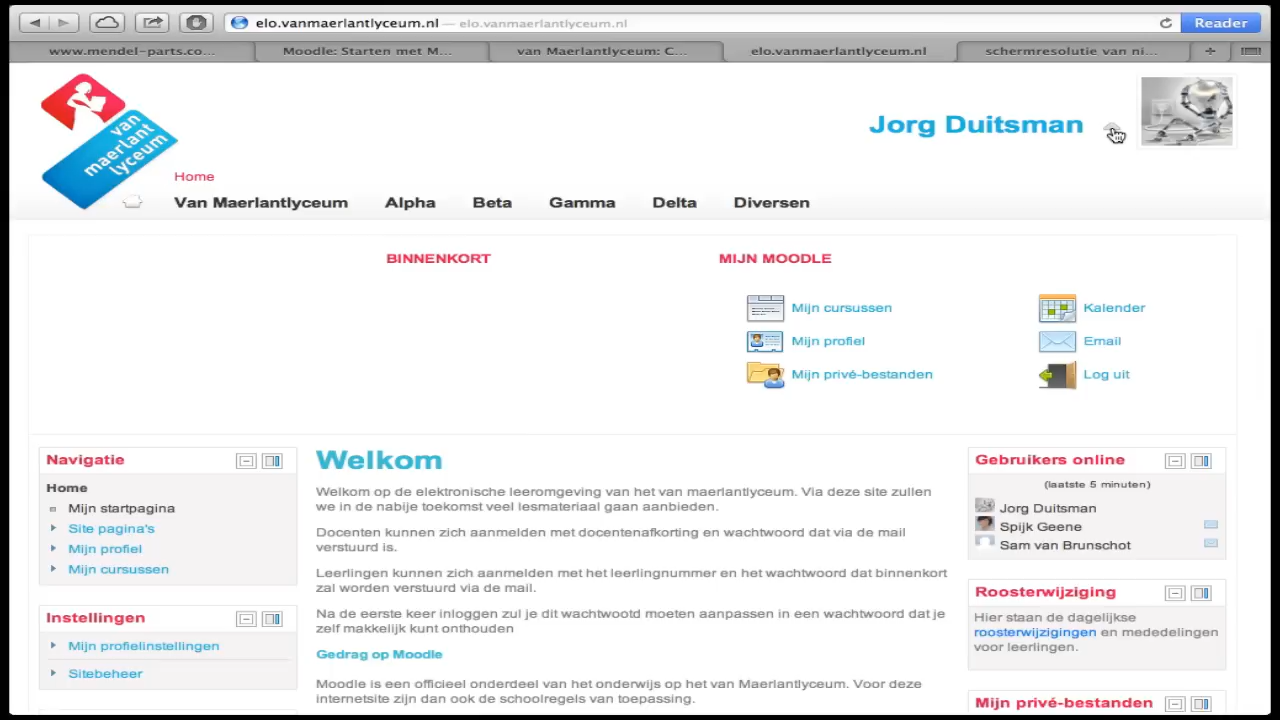 elo.vanmaerlantlyceum.nl — elo.vanmaerlantlyceum.nl
Reader
www.mendel-parts.co...
Moodle: Starten met M...
van Maerlantlyceum: C...
elo.vanmaerlantlyceum.nl
schermresolutie van ni...
van
maerlant
lyceum
Jorg Duitsman
Home
Van Maerlantlyceum Alpha Beta Gamma Delta Diversen
BINNENKORT
MIJN MOODLE
Mijn cursussen
Kalender
Mijn profiel
Email
Mijn privé-bestanden
Log uit
Navigatie
Home
Mijn startpagina
Site pagina's
Mijn profiel
Mijn cursussen
Instellingen
Mijn profielinstellingen
Sitebeheer
Welkom
Welkom op de elektronische leeromgeving van het van maerlantlyceum. Via deze site zullen
we in de nabije toekomst veel lesmateriaal gaan aanbieden.
Docenten kunnen zich aanmelden met docentenafkorting en wachtwoord dat via de mail
verstuurd is.
Leerlingen kunnen zich aanmelden met het leerlingnummer en het wachtwoord dat binnenkort
zal worden verstuurd via de mail.
Na de eerste keer inloggen zul je dit wachtwootd moeten aanpassen in een wachtwoord dat je
zelf makkelijk kunt onthouden
Gedrag op Moodle
Moodle is een officieel onderdeel van het onderwijs op het van Maerlantlyceum. Voor deze
internetsite zijn dan ook de schoolregels van toepassing.
Gebruikers online
(laatste 5 minuten)
Jorg Duitsman
Spijk Geene
Sam van Brunschot
Roosterwijziging
Hier staan de dagelijkse
roosterwijzigingen en mededelingen
voor leerlingen.
Mijn privé-bestanden